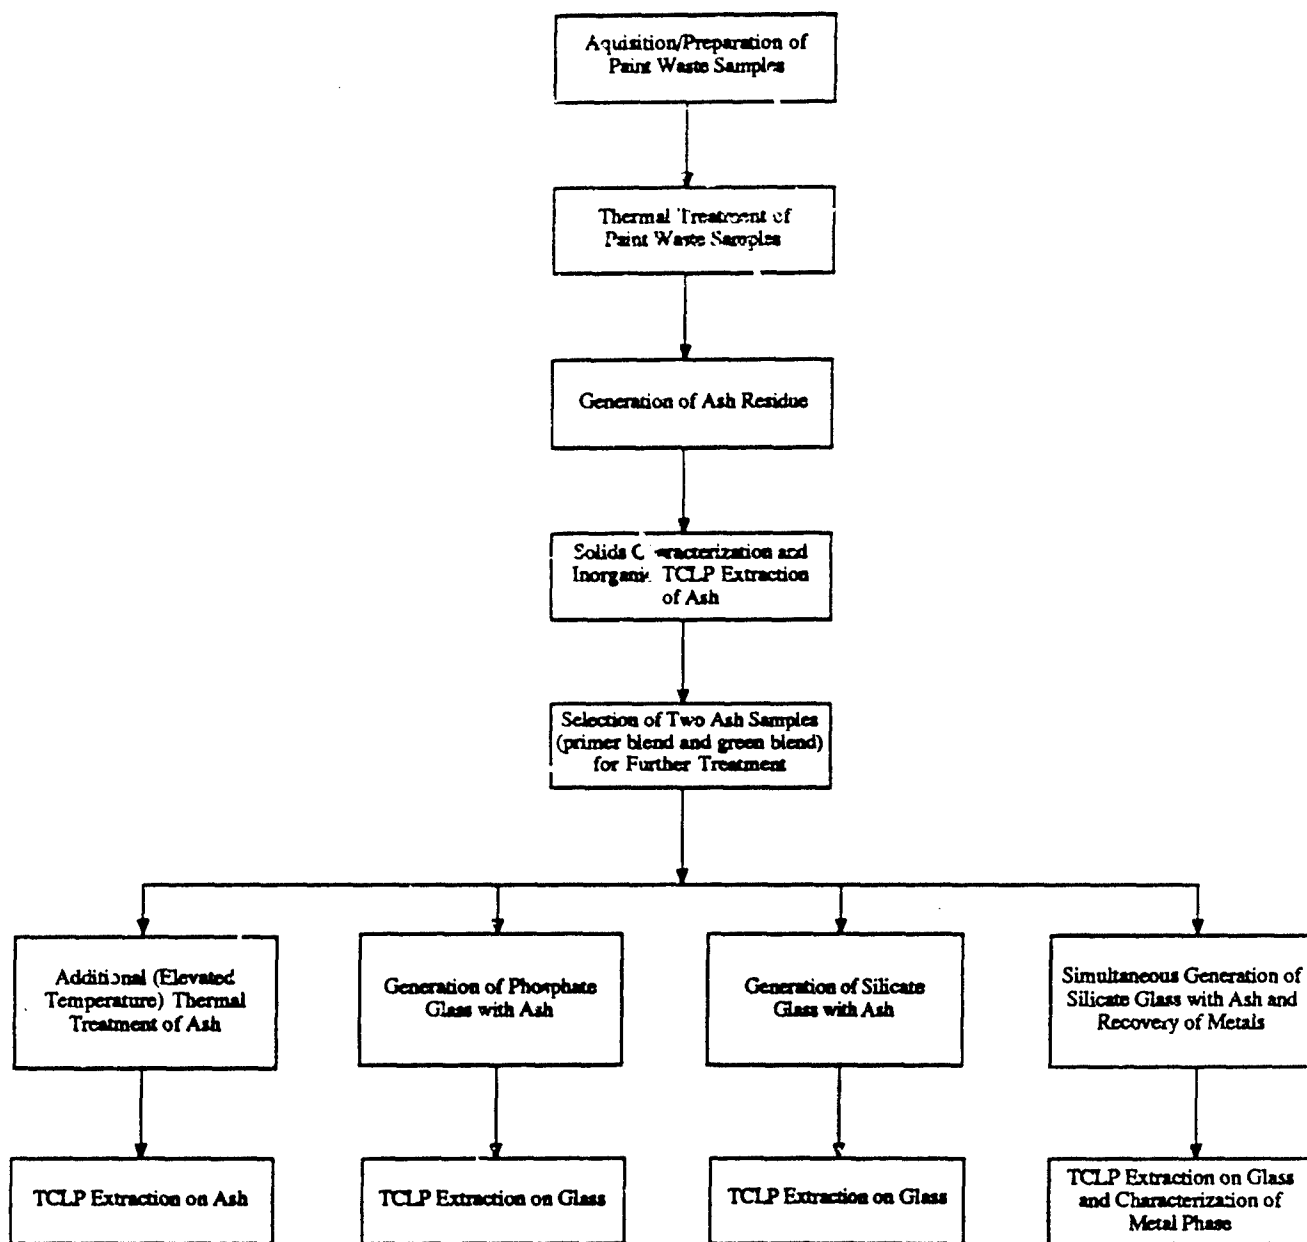 Aquisition/Preparation of
Paint Waste Samples
Thermal Treatment of
Paint Waste Samples
Generation of Ash Residue
Solids Characterization and
Inorganic TCLP Extraction
of Ash
Selection of Two Ash Samples
(primer blend and green blend)
for Further Treatment
Additional (Elevated
Temperature) Thermal
Treatment of Ash
Generation of Phosphate
Glass with Ash
Generation of Silicate
Glass with Ash
Simultaneous Generation of
Silicate Glass with Ash and
Recovery of Metals
TCLP Extraction on Ash
TCLP Extraction on Glass
TCLP Extraction on Glass
TCLP Extraction on Glass
and Characterization of
Metal Phase